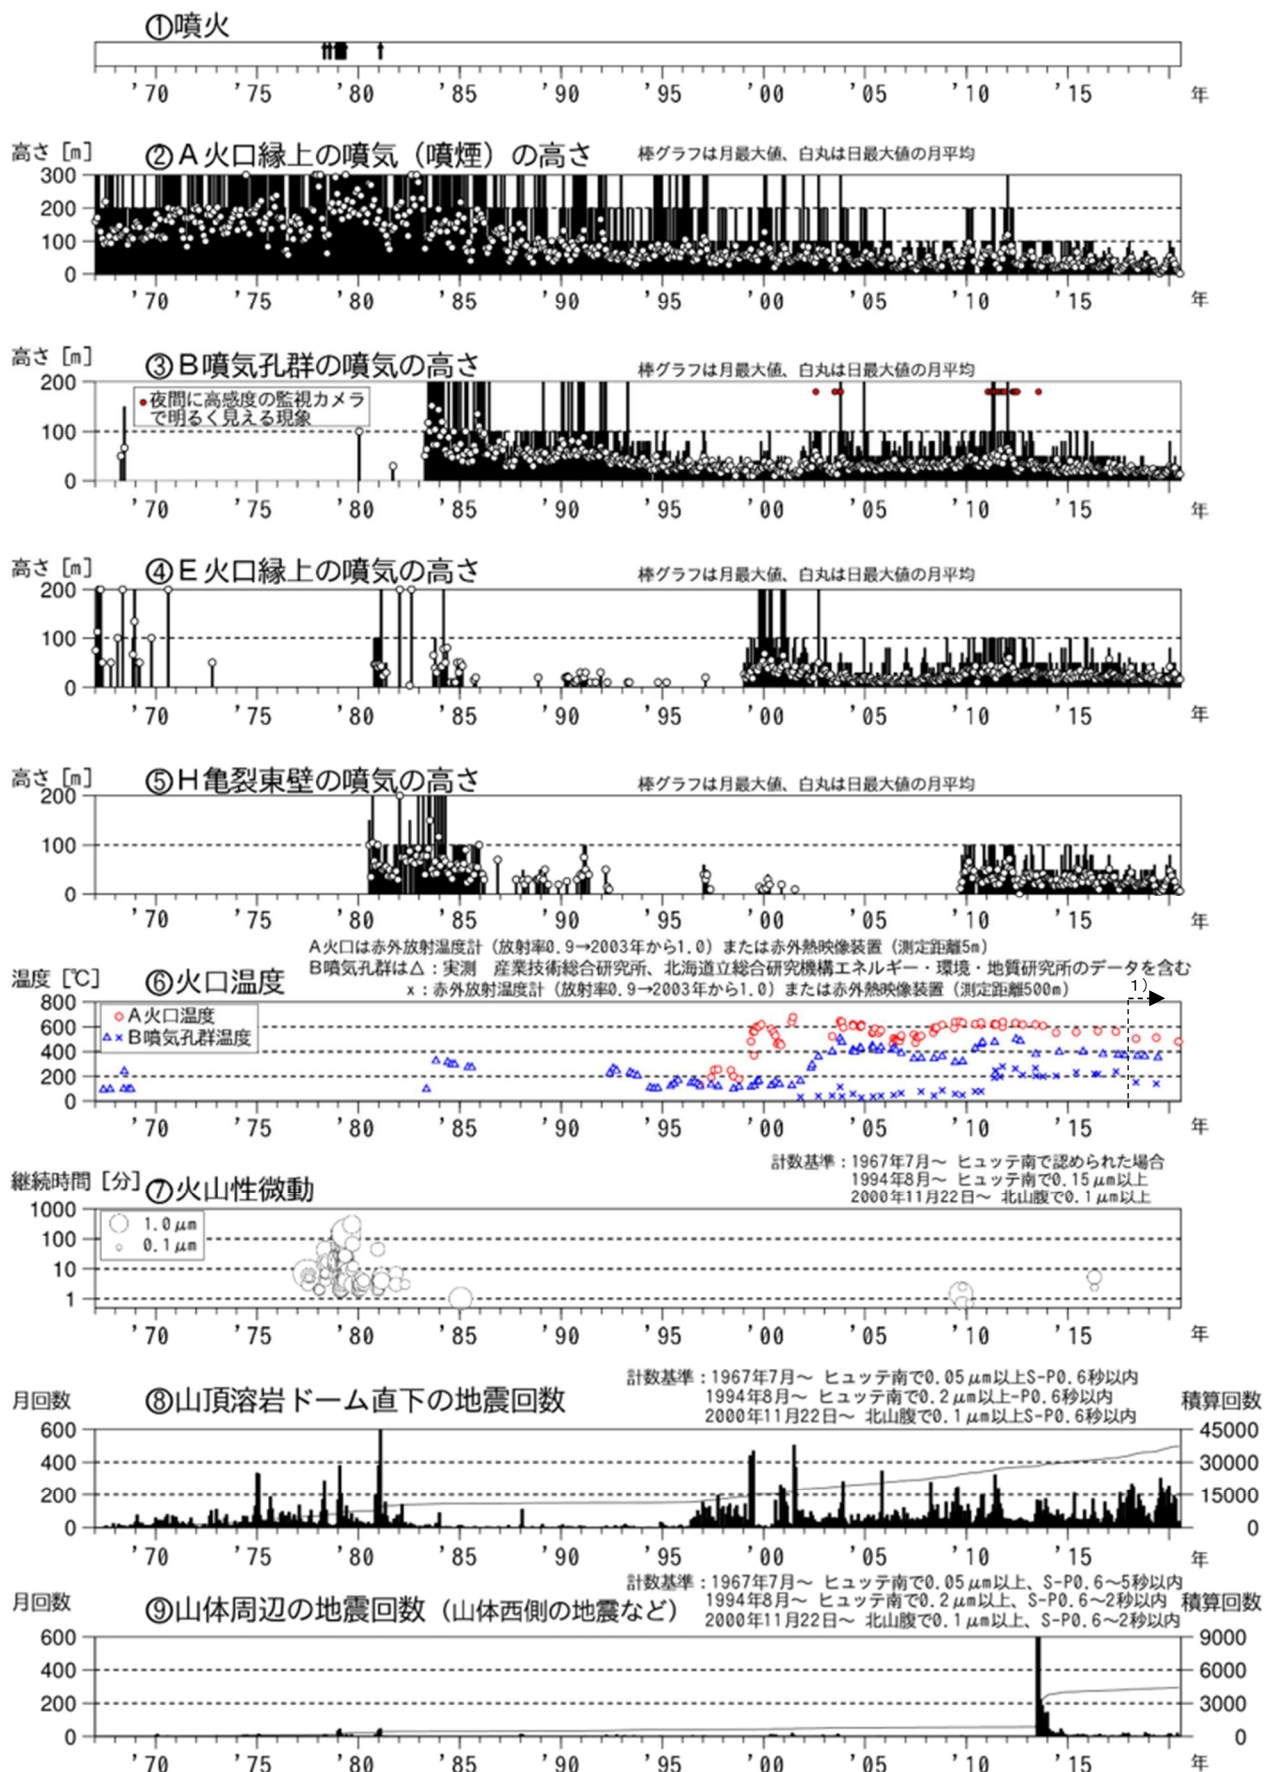 ①噴火
'70 '75 '80 '85 '90 '95 '00 '05 '10 '15 年
高さ [m] ②A火口縁上の噴気（噴煙）の高さ 棒グラフは月最大値、白丸は日最大値の月平均
300
200
100
0
'70 '75 '80 '85 '90 '95 '00 '05 '10 '15 年
高さ [m] ③B噴気孔群の噴気の高さ 棒グラフは月最大値、白丸は日最大値の月平均
200
夜間に高感度の監視カメラ
で明るく見える現象
100
0
'70 '75 '80 '85 '90 '95 '00 '05 '10 '15 年
高さ [m] ④E火口縁上の噴気の高さ 棒グラフは月最大値、白丸は日最大値の月平均
200
100
0
'70 '75 '80 '85 '90 '95 '00 '05 '10 '15 年
高さ [m] ⑤H亀裂東壁の噴気の高さ 棒グラフは月最大値、白丸は日最大値の月平均
200
100
0
'70 '75 '80 '85 '90 '95 '00 '05 '10 '15 年
A火口は赤外放射温度計（放射率0.9→2003年から1.0）または赤外熱映像装置（測定距離5m）
B噴気孔群は△：実測 産業技術総合研究所、北海道立総合研究機構エネルギー・環境・地質研究所のデータを含む
温度 [℃] ⑥火口温度 x：赤外放射温度計（放射率0.9→2003年から1.0）または赤外熱映像装置（測定距離500m） 1)
800
600
400
200
0
A火口温度
△ × B噴気孔群温度
'70 '75 '80 '85 '90 '95 '00 '05 '10 '15 年
計数基準：1967年7月～ ヒュッテ南で認められた場合
1994年8月～ ヒュッテ南で0.15μm以上
2000年11月22日～ 北山腹で0.1μm以上
継続時間 [分] ⑦火山性微動
1000
100
10
1
1.0μm
0.1μm
'70 '75 '80 '85 '90 '95 '00 '05 '10 '15 年
計数基準：1967年7月～ ヒュッテ南で0.05μm以上S-P0.6秒以内
1994年8月～ ヒュッテ南で0.2μm以上-P0.6秒以内
2000年11月22日～ 北山腹で0.1μm以上S-P0.6秒以内
月回数 ⑧山頂溶岩ドーム直下の地震回数 積算回数
600 45000
400 30000
200 15000
0 0
'70 '75 '80 '85 '90 '95 '00 '05 '10 '15 年
計数基準：1967年7月～ ヒュッテ南で0.05μm以上、S-P0.6～5秒以内
1994年8月～ ヒュッテ南で0.2μm以上、S-P0.6～2秒以内
2000年11月22日～ 北山腹で0.1μm以上、S-P0.6～2秒以内
月回数 ⑨山体周辺の地震回数（山体西側の地震など） 積算回数
600 9000
400 6000
200 3000
0 0
'70 '75 '80 '85 '90 '95 '00 '05 '10 '15 年